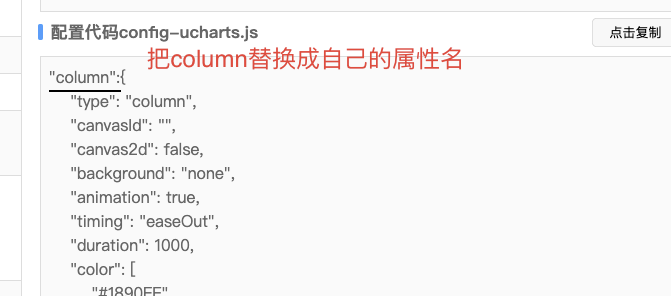 配置代码config-ucharts.js
点击复制
把column替换成自己的属性名
"column":{
"type": "column",
"canvasId": "",
"canvas2d": false,
"background": "none",
"animation": true,
"timing": "easeOut",
"duration": 1000,
"color": [
"#1890FF",